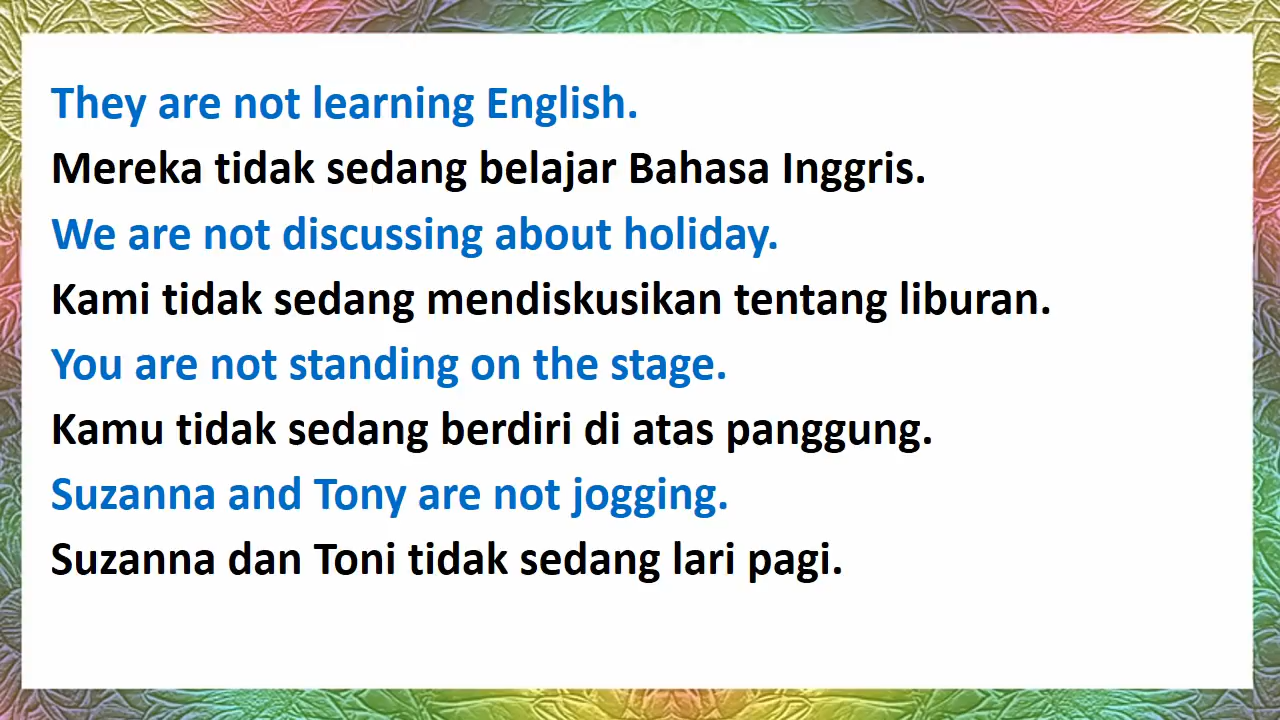 They are not learning English.
Mereka tidak sedang belajar Bahasa Inggris.
We are not discussing about holiday.
Kami tidak sedang mendiskusikan tentang liburan.
You are not standing on the stage.
Kamu tidak sedang berdiri di atas panggung.
Suzanna and Tony are not jogging.
Suzanna dan Toni tidak sedang lari pagi.